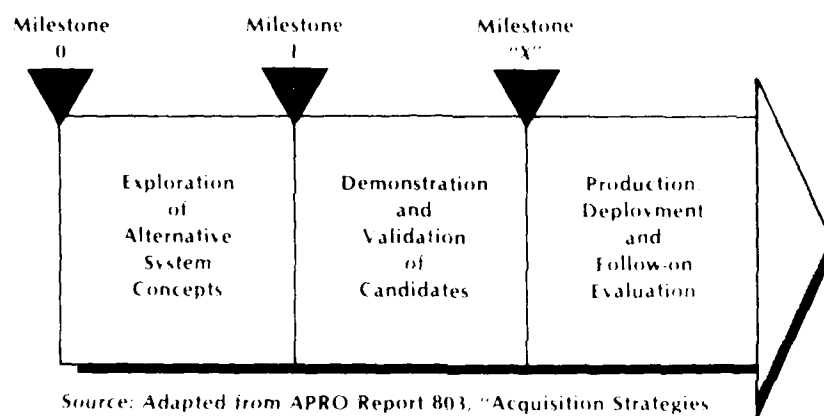 Milestone
0
Milestone
I
Milestone
"X"
Exploration
of
Alternative
System
Concepts
Demonstration
and
Validation
of
Candidates
Production,
Deployment
and
Follow-on
Evaluation
Source: Adapted from APRO Report 803, "Acquisition Strategies